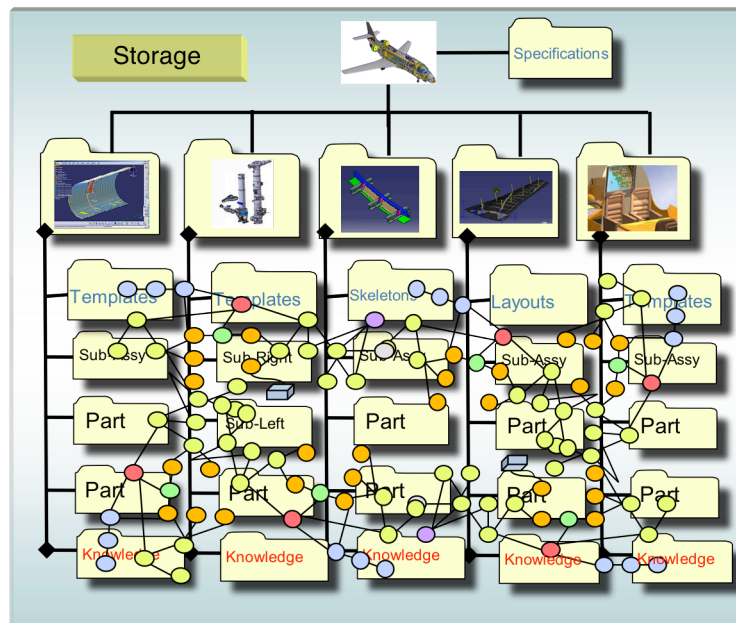 Storage
Specifications
Templates
Templates
Skeletons
Layouts
Templates
Sub-Assy
Sub Right
Sub-As
Sub-Assy
Sub-Assy
Part
Sub-Left
Part
Part
Part
Part
Part
Part
Part
Part
Knowledge
Knowledge
Knowledge
Knowledge
Knowledge